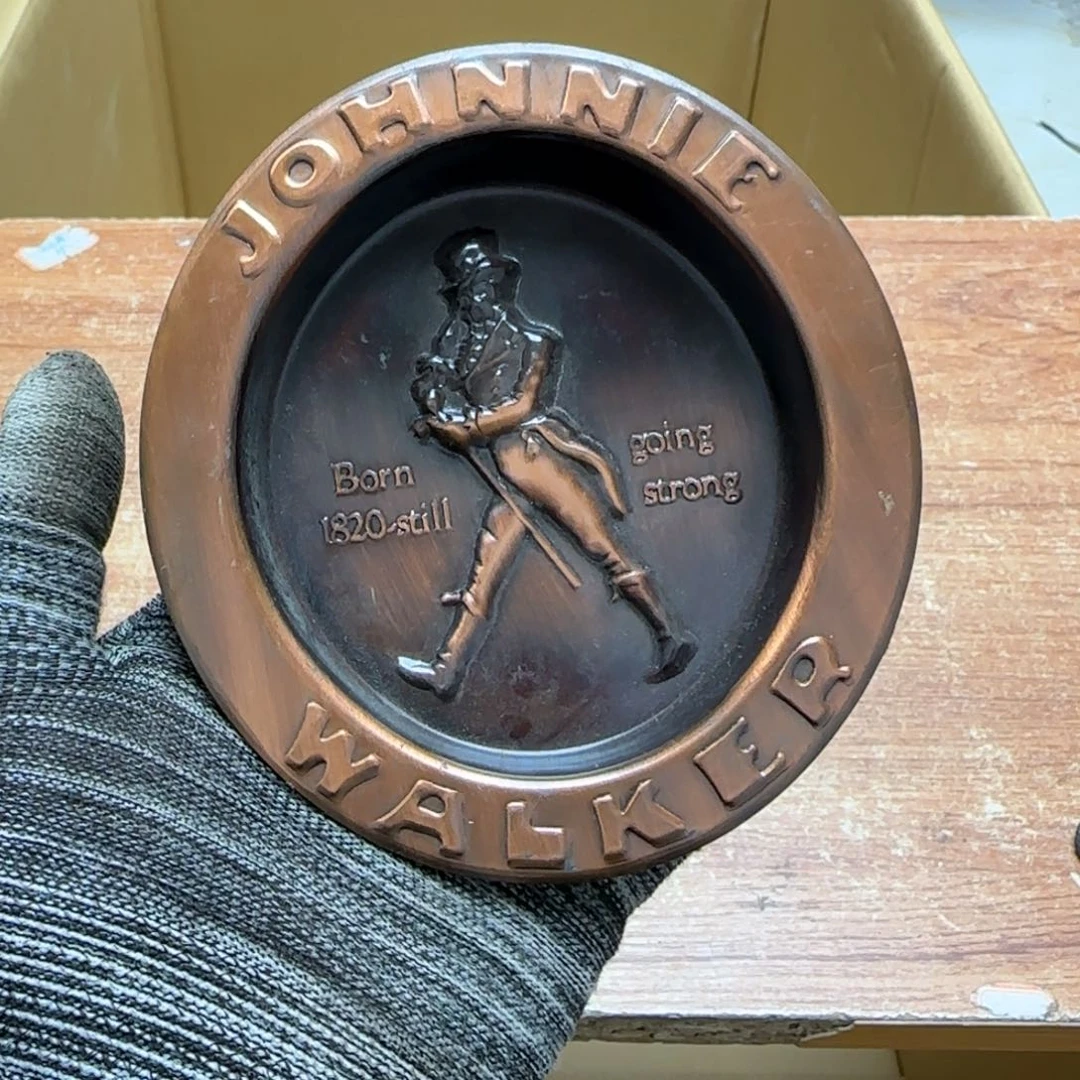 JOHNNIE
Born
1820-still
going
strong
WALKER